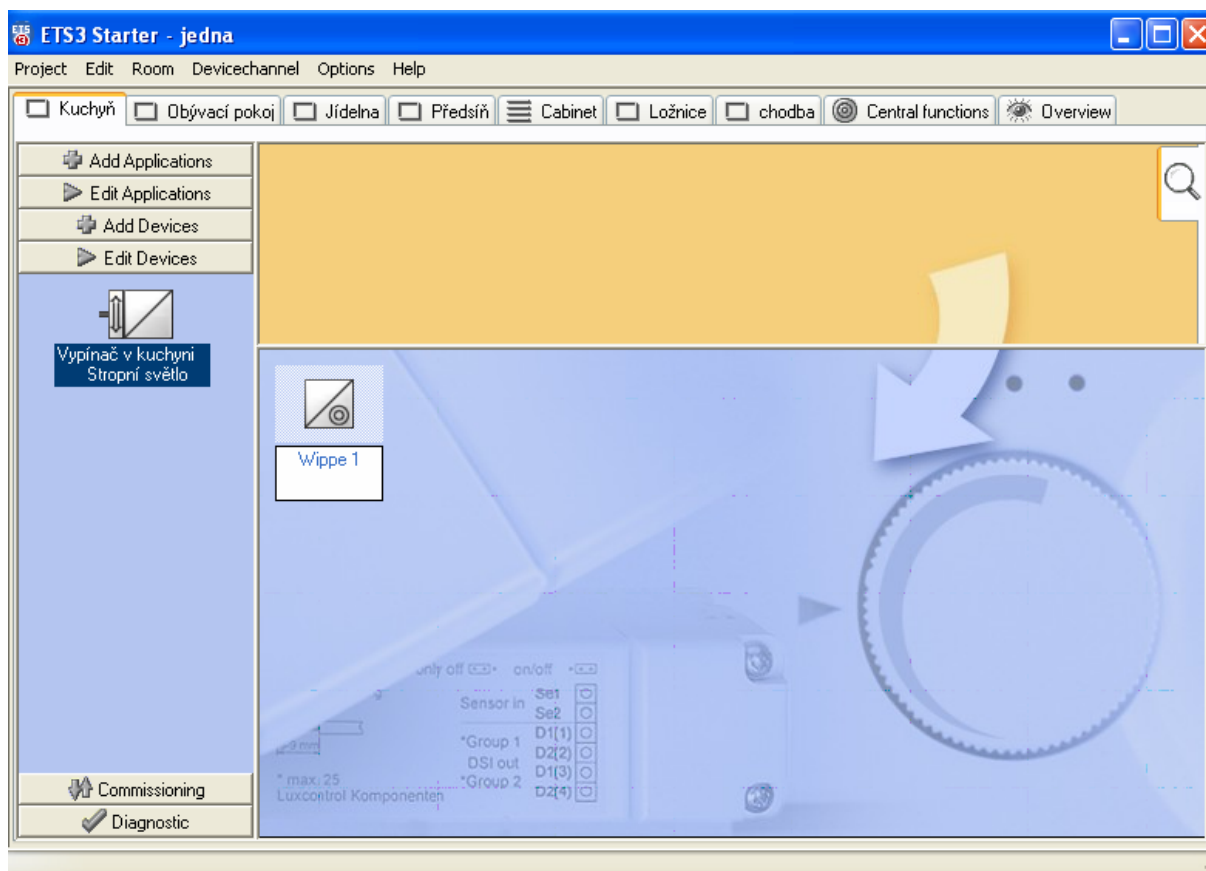 ETS3 Starter - jedna
Project Edit Room Devicechannel Options Help
Kuchyň Obývací pokoj Jídelna Předsíň Cabinet Ložnice chodba Central functions Overview
Add Applications
Edit Applications
Add Devices
Edit Devices
Vypínač v kuchyni
Stropní světlo
Wippe 1
only off on/off
Sensor in Se1
Se2
*Group 1 D1(1)
DSI out D2(2)
*Group 2 D1(3)
D2(4)
* max. 25
Luxcontrol Komponenten
Commissioning
Diagnostic